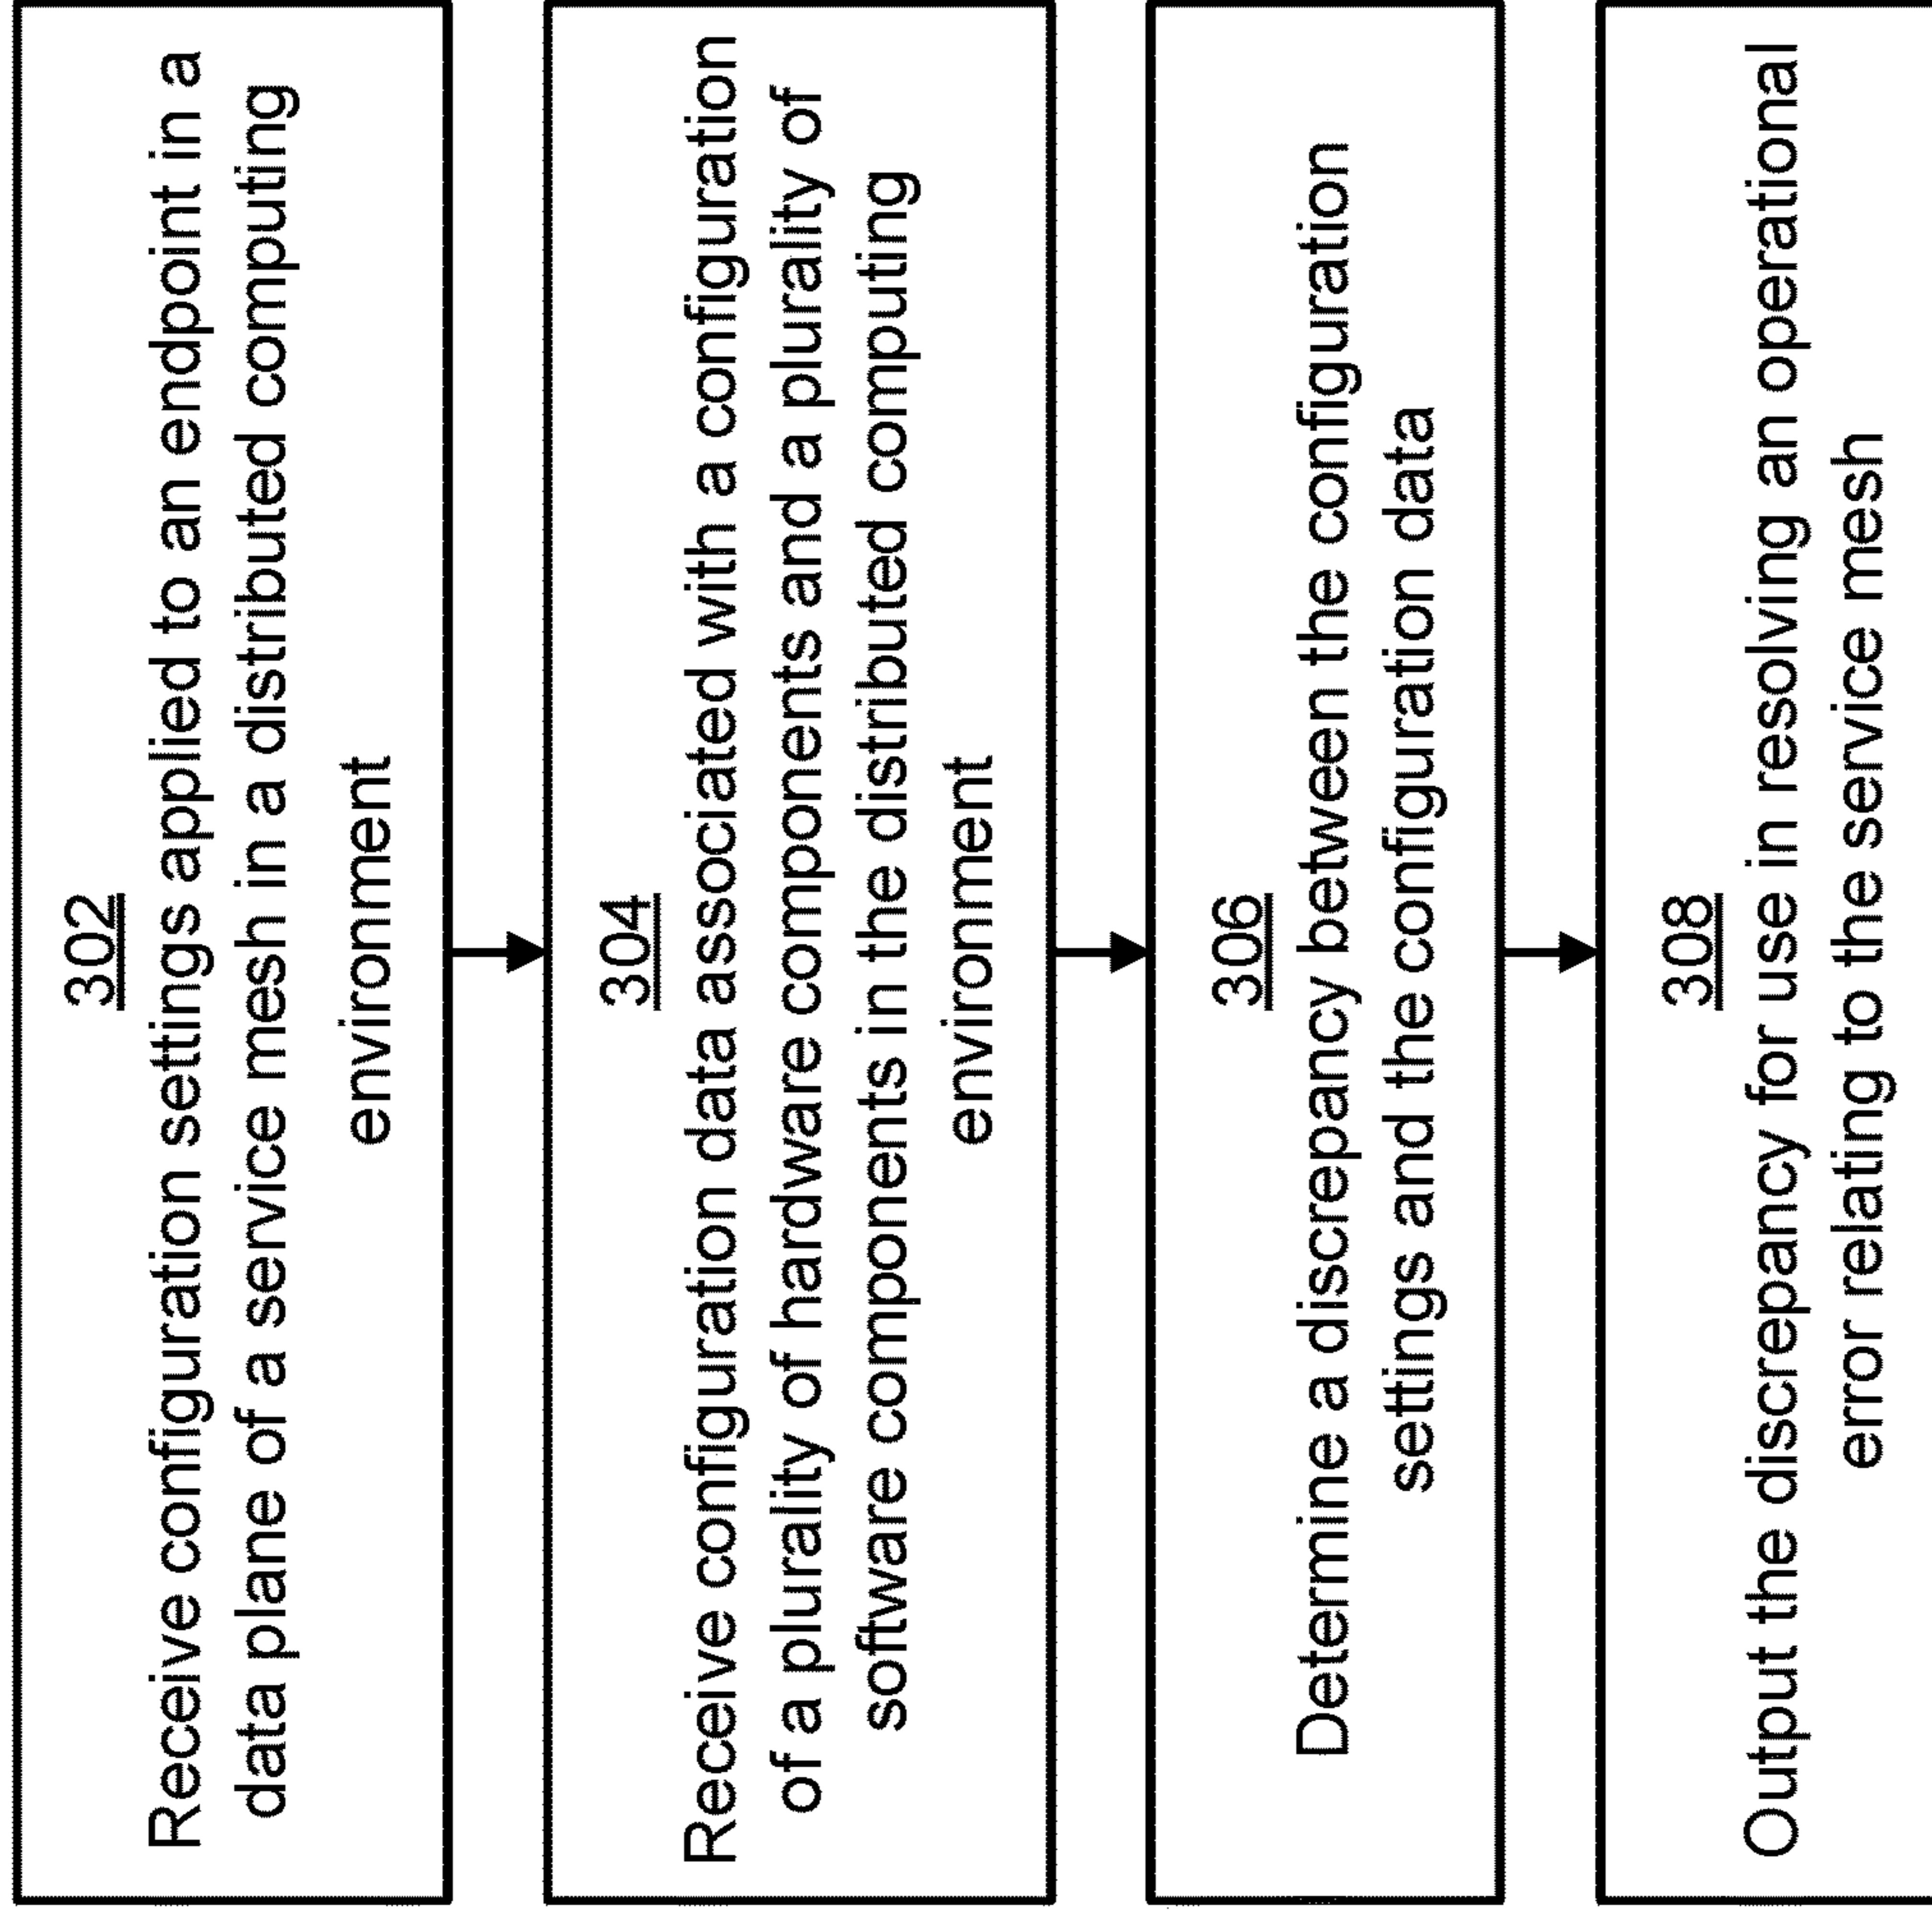 302
Receive configuration settings applied to an endpoint in a
data plane of a service mesh in a distributed computing
environment
304
Receive configuration data associated with a configuration
of a plurality of hardware components and a plurality of
software components in the distributed computing
environment
306
Determine a discrepancy between the configuration
settings and the configuration data
308
Output the discrepancy for use in resolving an operational
error relating to the service mesh